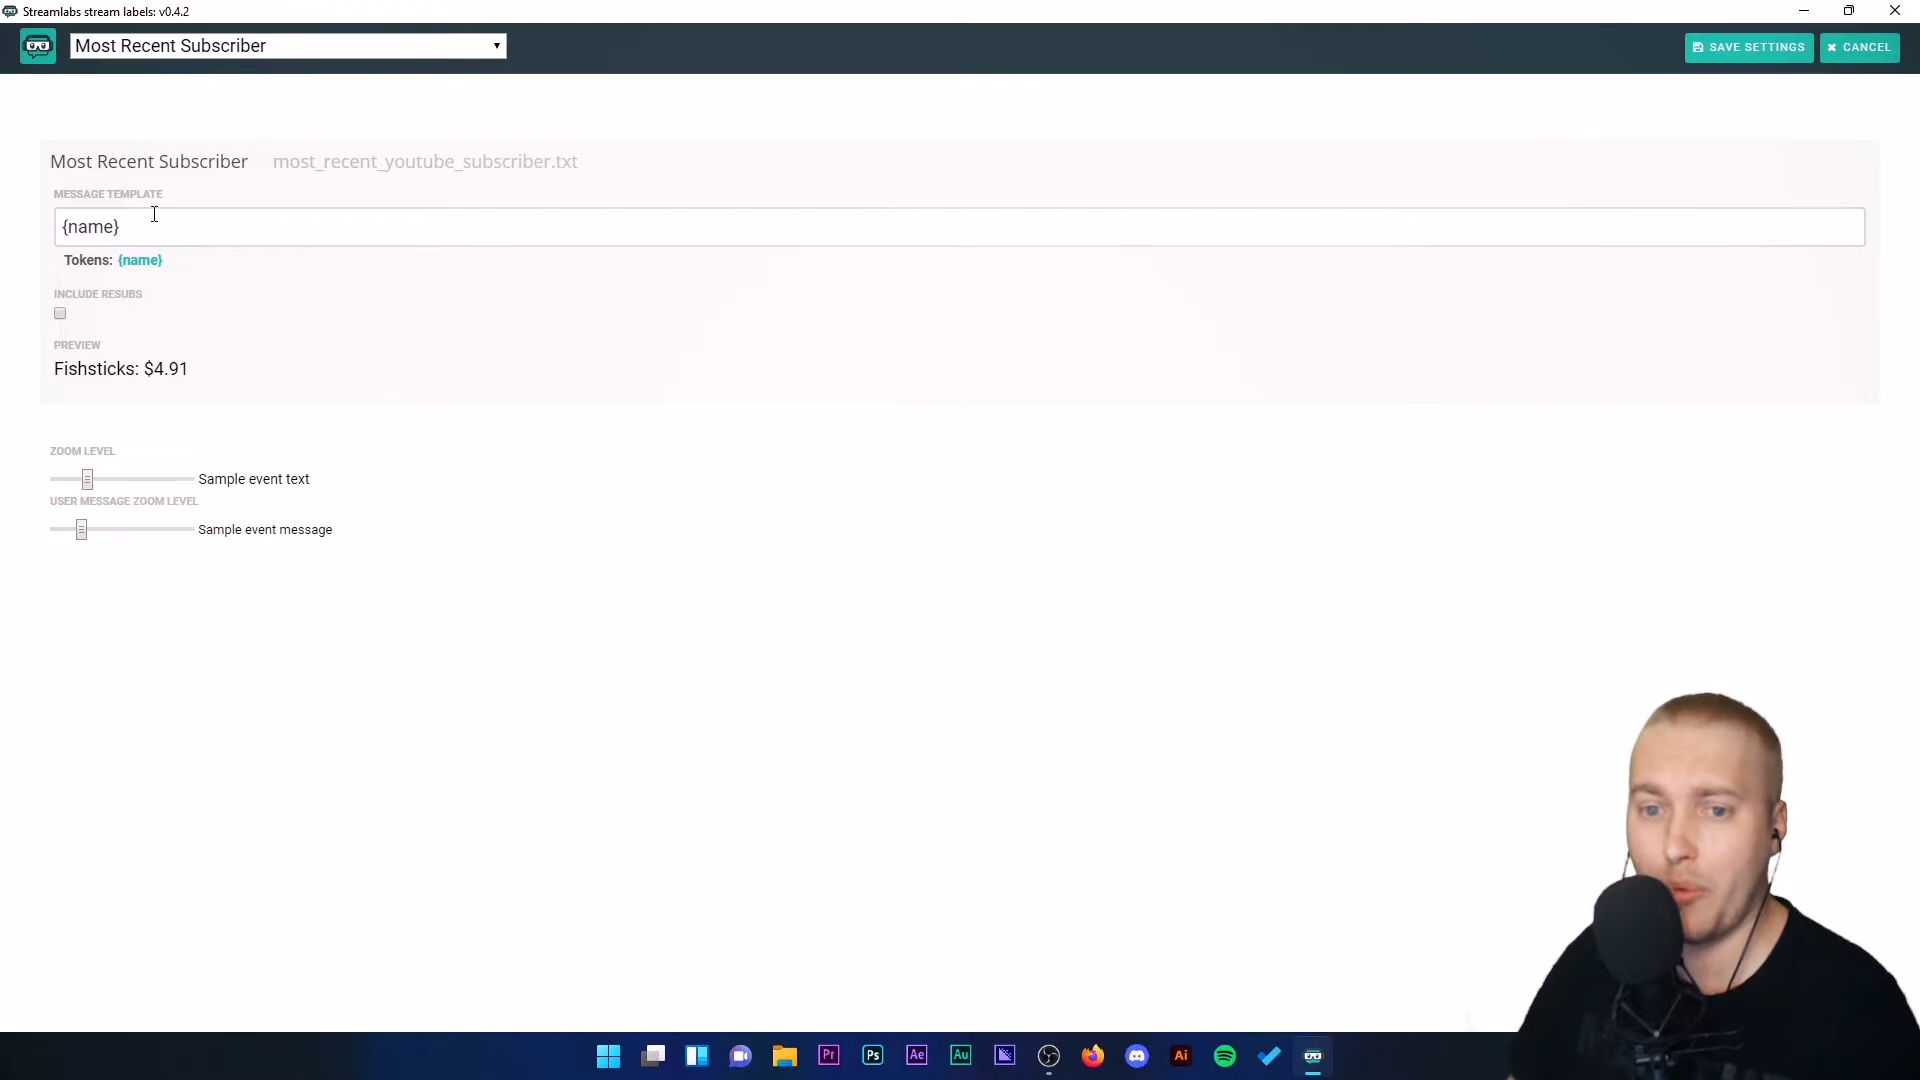 Streamlabs stream labels: v0.4.2
Most Recent Subscriber
SAVE SETTINGS
CANCEL
Most Recent Subscriber most_recent_youtube_subscriber.txt
MESSAGE TEMPLATE
{name}
Tokens: {name}
INCLUDE RESUBS
PREVIEW
Fishsticks: $4.91
ZOOM LEVEL
Sample event text
USER MESSAGE ZOOM LEVEL
Sample event message
Pr Ps Ae Au Ai